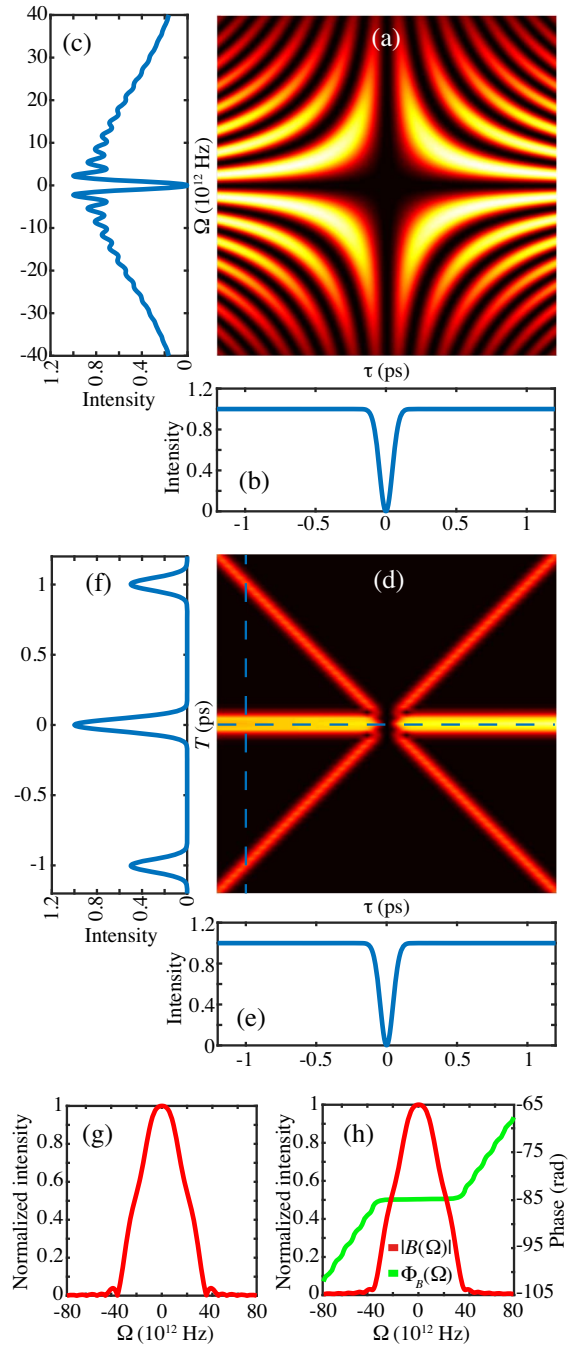 (c)
(a)
40
30
20
10
0
-10
-20
-30
-40
Ω (10¹² Hz)
1.2
0.8
0.4
0
Intensity
τ (ps)
1.2
0.8
0.4
0
Intensity
(b)
-1
-0.5
0
0.5
1
(f)
(d)
1
0.5
0
-0.5
-1
T (ps)
1.2
0.8
0.4
0
Intensity
τ (ps)
1.2
0.8
0.4
0
Intensity
(e)
-1
-0.5
0
0.5
1
(g)
1
0.8
0.6
0.4
0.2
0
Normalized intensity
-80
-40
0
40
80
Ω (10¹² Hz)
(h)
1
0.8
0.6
0.4
0.2
0
Normalized intensity
|B(Ω)|
Φ_B(Ω)
-65
-75
-85
-95
-105
Phase (rad)
-80
-40
0
40
80
Ω (10¹² Hz)